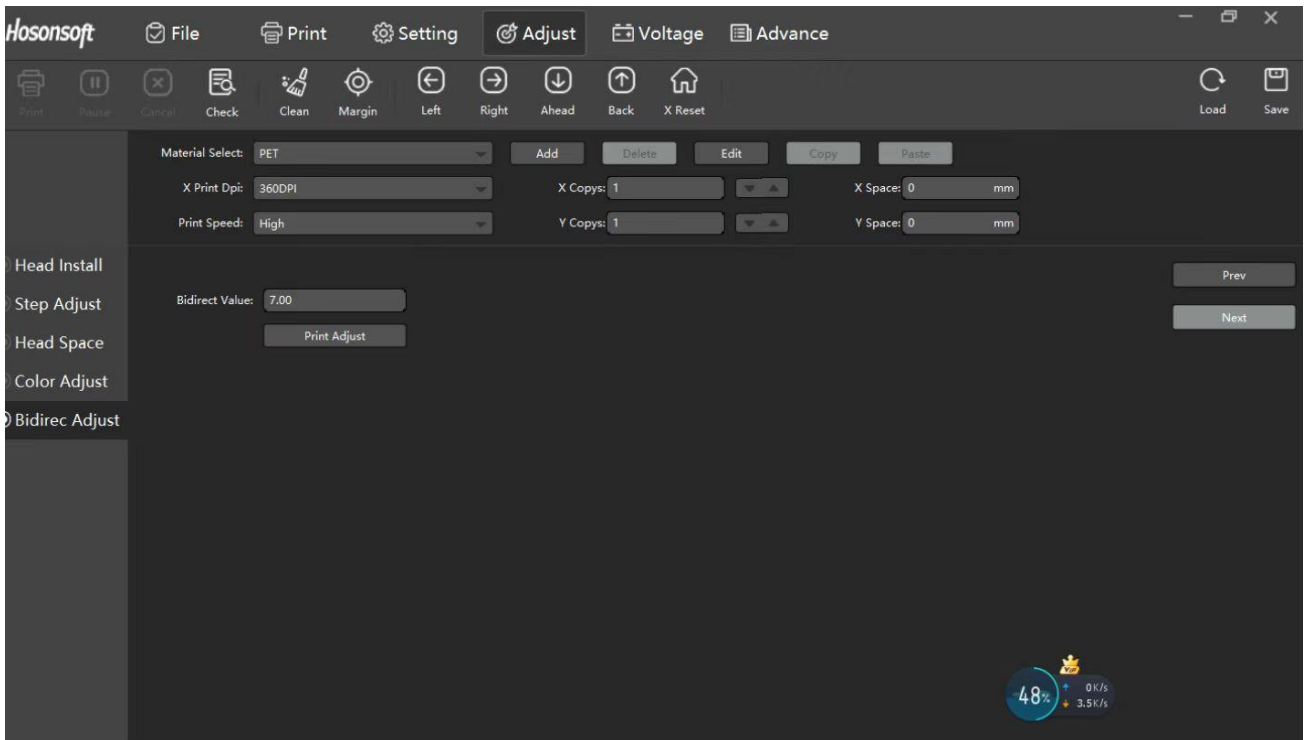 Hosonsoft File Print Setting Adjust Voltage Advance
Print Pause Cancel Check Clean Margin Left Right Ahead Back X Reset Load Save
Material Select: PET Add Delete Edit Copy Paste
X Print Dpi: 360DPI X Copys: 1 X Space: 0 mm
Print Speed: High Y Copys: 1 Y Space: 0 mm
Head Install
Prev
Step Adjust
Bidirect Value: 7.00
Next
Print Adjust
Head Space
Color Adjust
Bidirec Adjust
VIP
48%
0K/s
3.5K/s